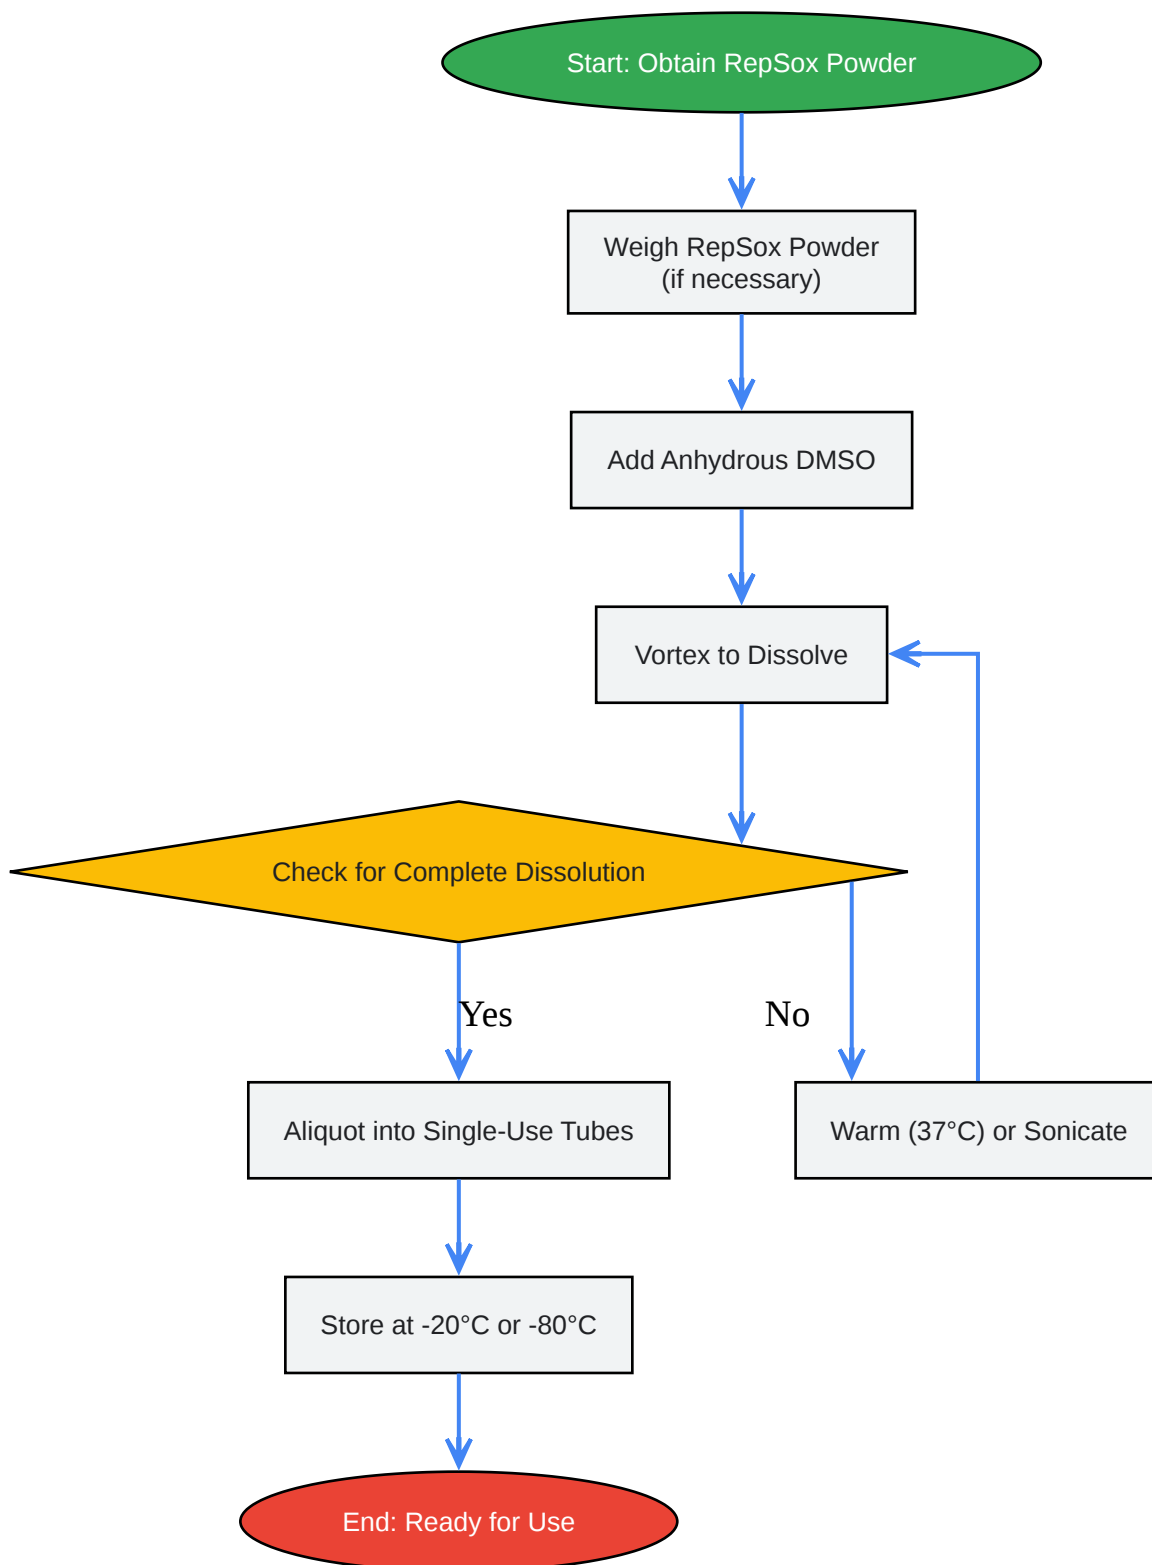 Start: Obtain RepSox Powder
Weigh RepSox Powder
(if necessary)
Add Anhydrous DMSO
Vortex to Dissolve
Check for Complete Dissolution
Yes
No
Aliquot into Single-Use Tubes
Warm (37°C) or Sonicate
Store at -20°C or -80°C
End: Ready for Use